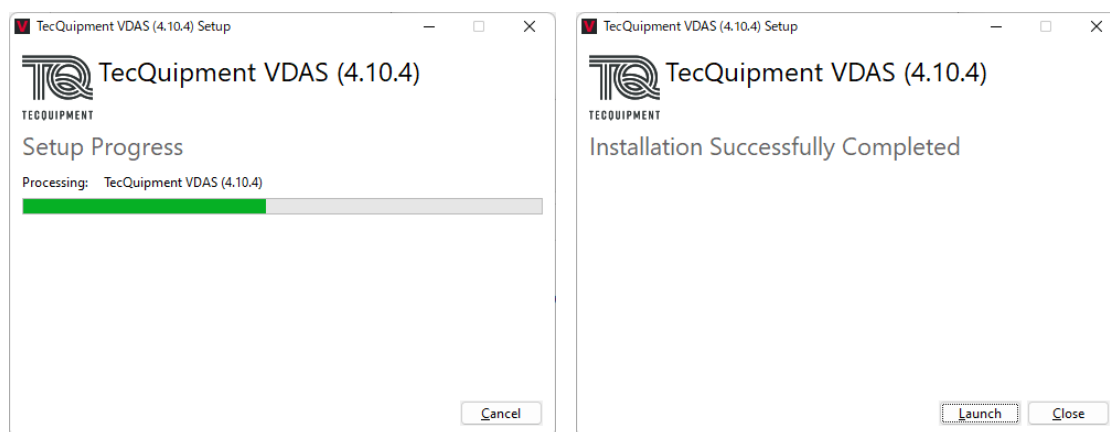 TecQuipment VDAS (4.10.4) Setup
TQ
TECQUIPMENT
TecQuipment VDAS (4.10.4)
Setup Progress
Processing: TecQuipment VDAS (4.10.4)
Cancel
TecQuipment VDAS (4.10.4) Setup
TQ
TECQUIPMENT
TecQuipment VDAS (4.10.4)
Installation Successfully Completed
Launch Close